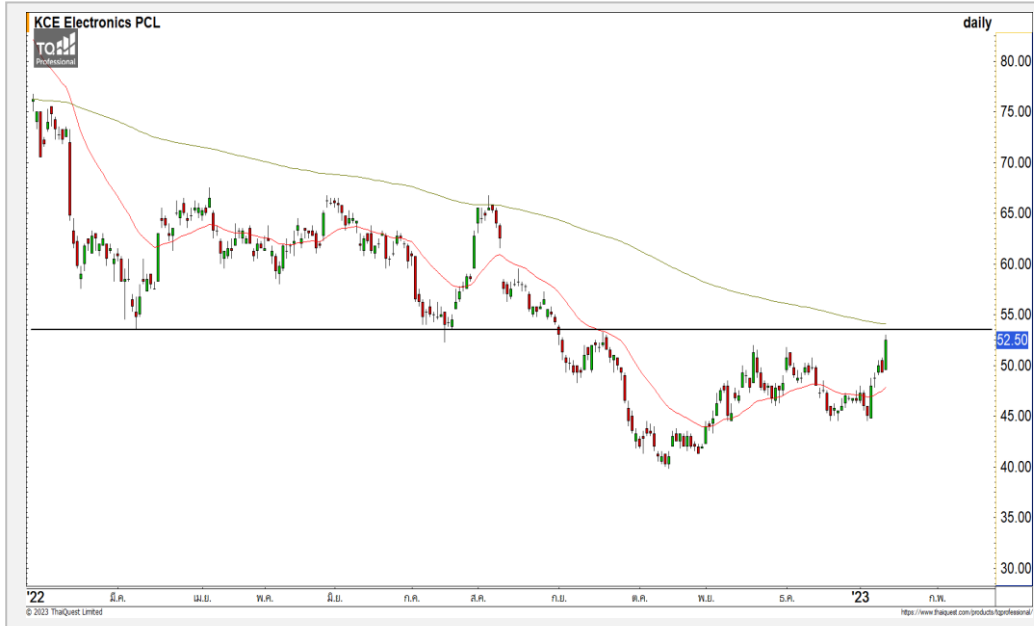 KCE Electronics PCL
daily
TQ
Professional
80.00
75.00
70.00
65.00
60.00
55.00
52.50
50.00
45.00
40.00
35.00
30.00
'22 มี.ค. เม.ย. พ.ค. มิ.ย. ก.ค. ส.ค. ก.ย. ต.ค. พ.ย. ธ.ค. '23 ก.พ.
© 2023 ThaiQuest Limited
https://www.thaiquest.com/products/tqprofessional/